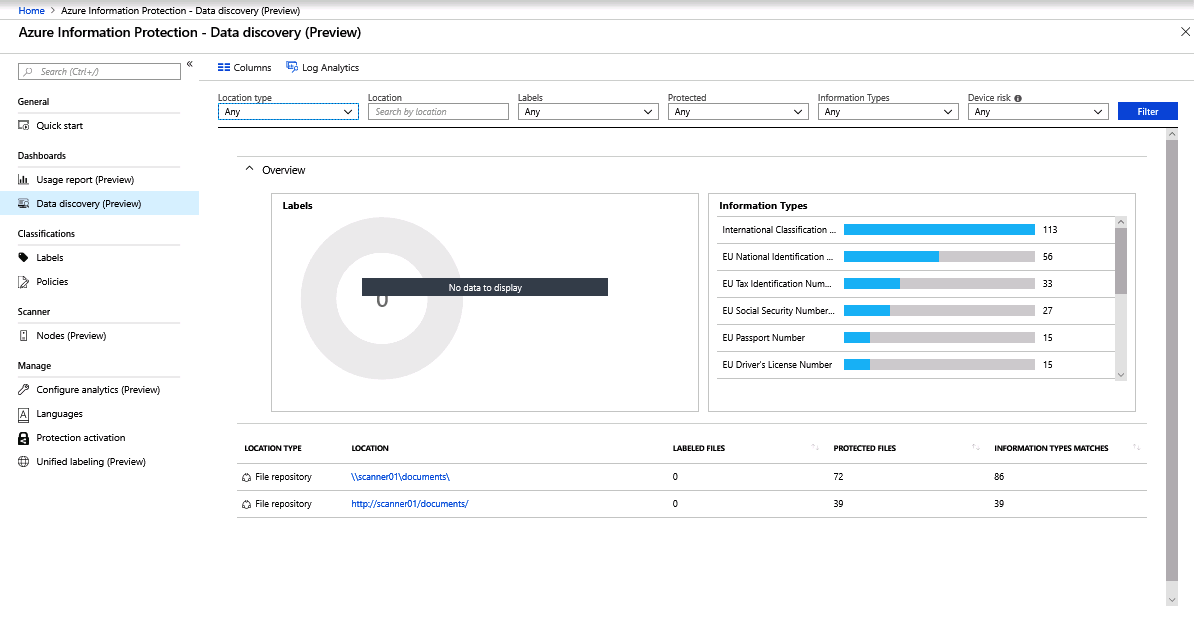 Home > Azure Information Protection - Data discovery (Preview)
Azure Information Protection - Data discovery (Preview)
Search (Ctrl+/)
«
Columns Log Analytics
General
Quick start
Dashboards
Usage report (Preview)
Data discovery (Preview)
Classifications
Labels
Policies
Scanner
Nodes (Preview)
Manage
Configure analytics (Preview)
Languages
Protection activation
Unified labeling (Preview)
Location type Location Labels Protected Information Types Device risk
Any Search by location Any Any Any Any Filter
Overview
Labels
No data to display
0
Information Types
International Classification ... 113
EU National Identification ... 56
EU Tax Identification Num... 33
EU Social Security Number... 27
EU Passport Number 15
EU Driver's License Number 15
LOCATION TYPE LOCATION LABELED FILES PROTECTED FILES INFORMATION TYPES MATCHES
File repository \\scanner01\documents\ 0 72 86
File repository http://scanner01/documents/ 0 39 39